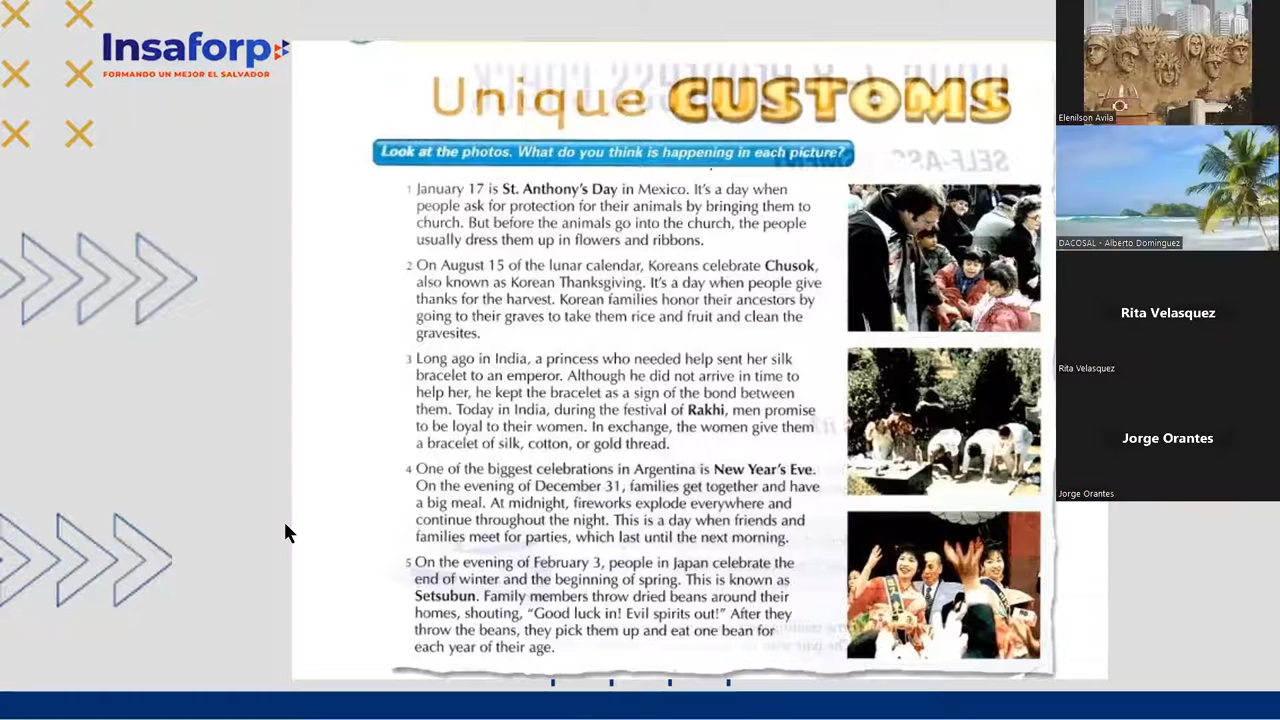 Insaforp
FORMANDO UN MEJOR EL SALVADOR
Unique CUSTOMS
Look at the photos. What do you think is happening in each picture?
1 January 17 is St. Anthony's Day in Mexico. It's a day when
people ask for protection for their animals by bringing them to
church. But before the animals go into the church, the people
usually dress them up in flowers and ribbons.
2 On August 15 of the lunar calendar, Koreans celebrate Chusok,
also known as Korean Thanksgiving. It's a day when people give
thanks for the harvest. Korean families honor their ancestors by
going to their graves to take them rice and fruit and clean the
gravesites.
3 Long ago in India, a princess who needed help sent her silk
bracelet to an emperor. Although he did not arrive in time to
help her, he kept the bracelet as a sign of the bond between
them. Today in India, during the festival of Rakhi, men promise
to be loyal to their women. In exchange, the women give them
a bracelet of silk, cotton, or gold thread.
4 One of the biggest celebrations in Argentina is New Year's Eve.
On the evening of December 31, families get together and have
a big meal. At midnight, fireworks explode everywhere and
continue throughout the night. This is a day when friends and
families meet for parties, which last until the next morning.
5 On the evening of February 3, people in Japan celebrate the
end of winter and the beginning of spring. This is known as
Setsubun. Family members throw dried beans around their
homes, shouting, "Good luck in! Evil spirits out!" After they
throw the beans, they pick them up and eat one bean for
each year of their age.
Elenilson Avila
DACOSAL - Alberto Dominguez
Rita Velasquez
Rita Velasquez
Jorge Orantes
Jorge Orantes